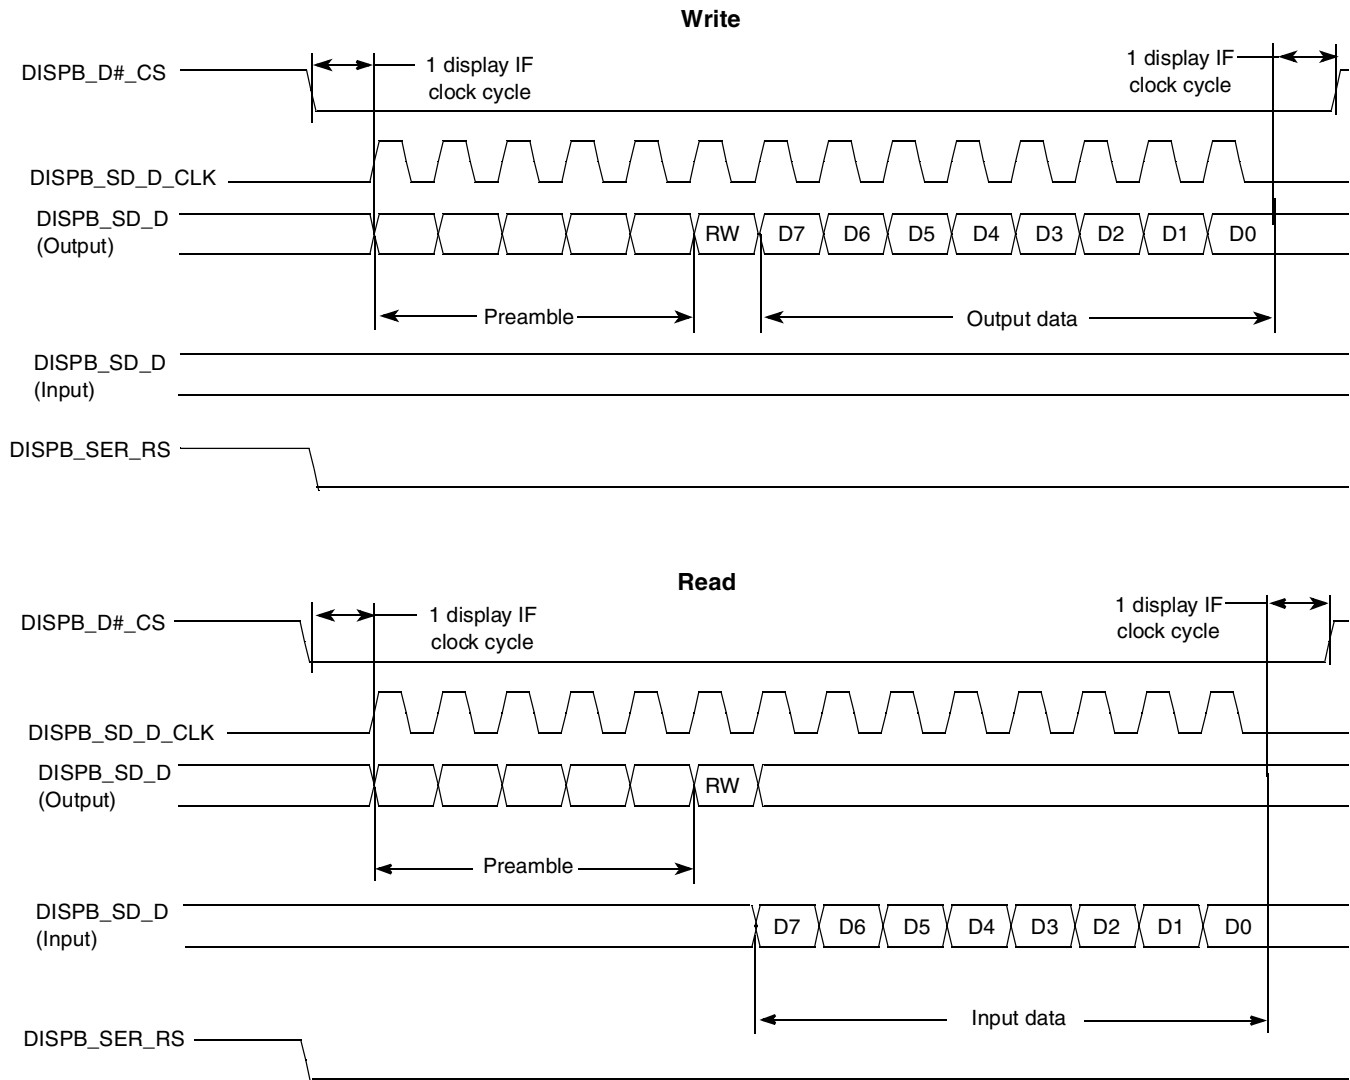 Write
DISPB_D#_CS
1 display IF
clock cycle
1 display IF
clock cycle
DISPB_SD_D_CLK
DISPB_SD_D
(Output)
RW D7 D6 D5 D4 D3 D2 D1 D0
Preamble
Output data
DISPB_SD_D
(Input)
DISPB_SER_RS
Read
DISPB_D#_CS
1 display IF
clock cycle
1 display IF
clock cycle
DISPB_SD_D_CLK
DISPB_SD_D
(Output)
RW
Preamble
DISPB_SD_D
(Input)
D7 D6 D5 D4 D3 D2 D1 D0
Input data
DISPB_SER_RS